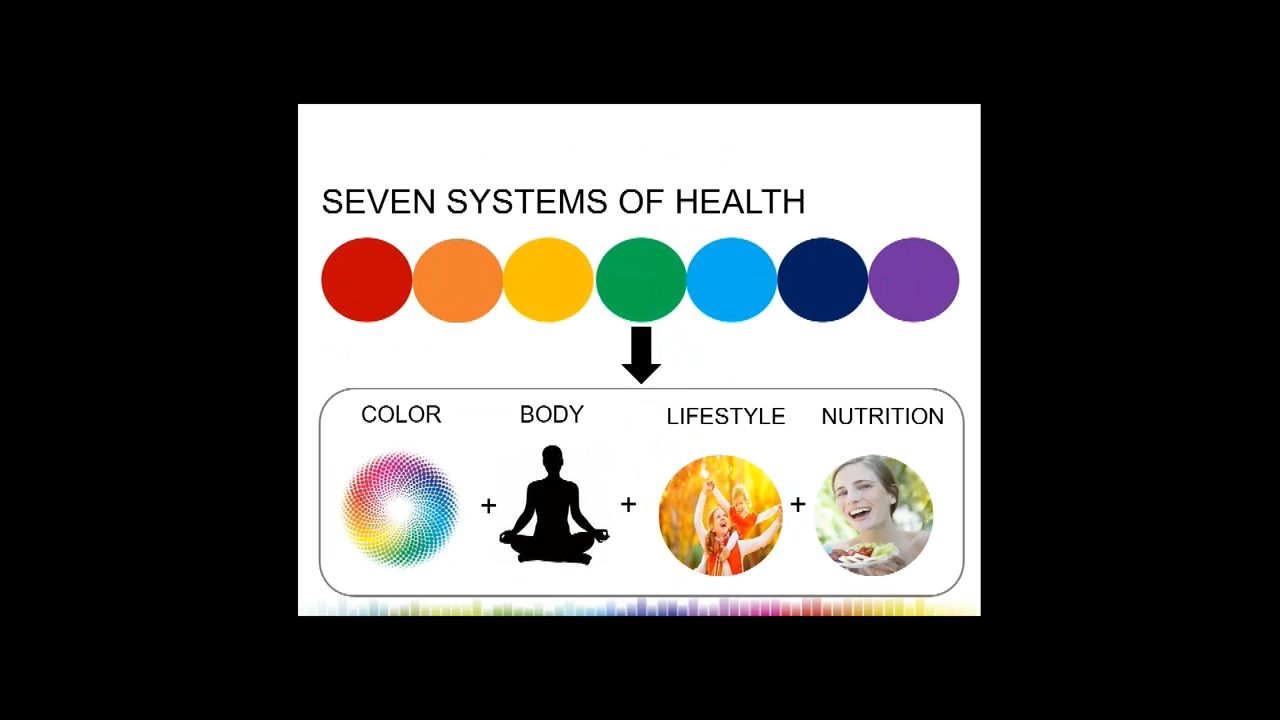 SEVEN SYSTEMS OF HEALTH
COLOR BODY LIFESTYLE NUTRITION
+ + +